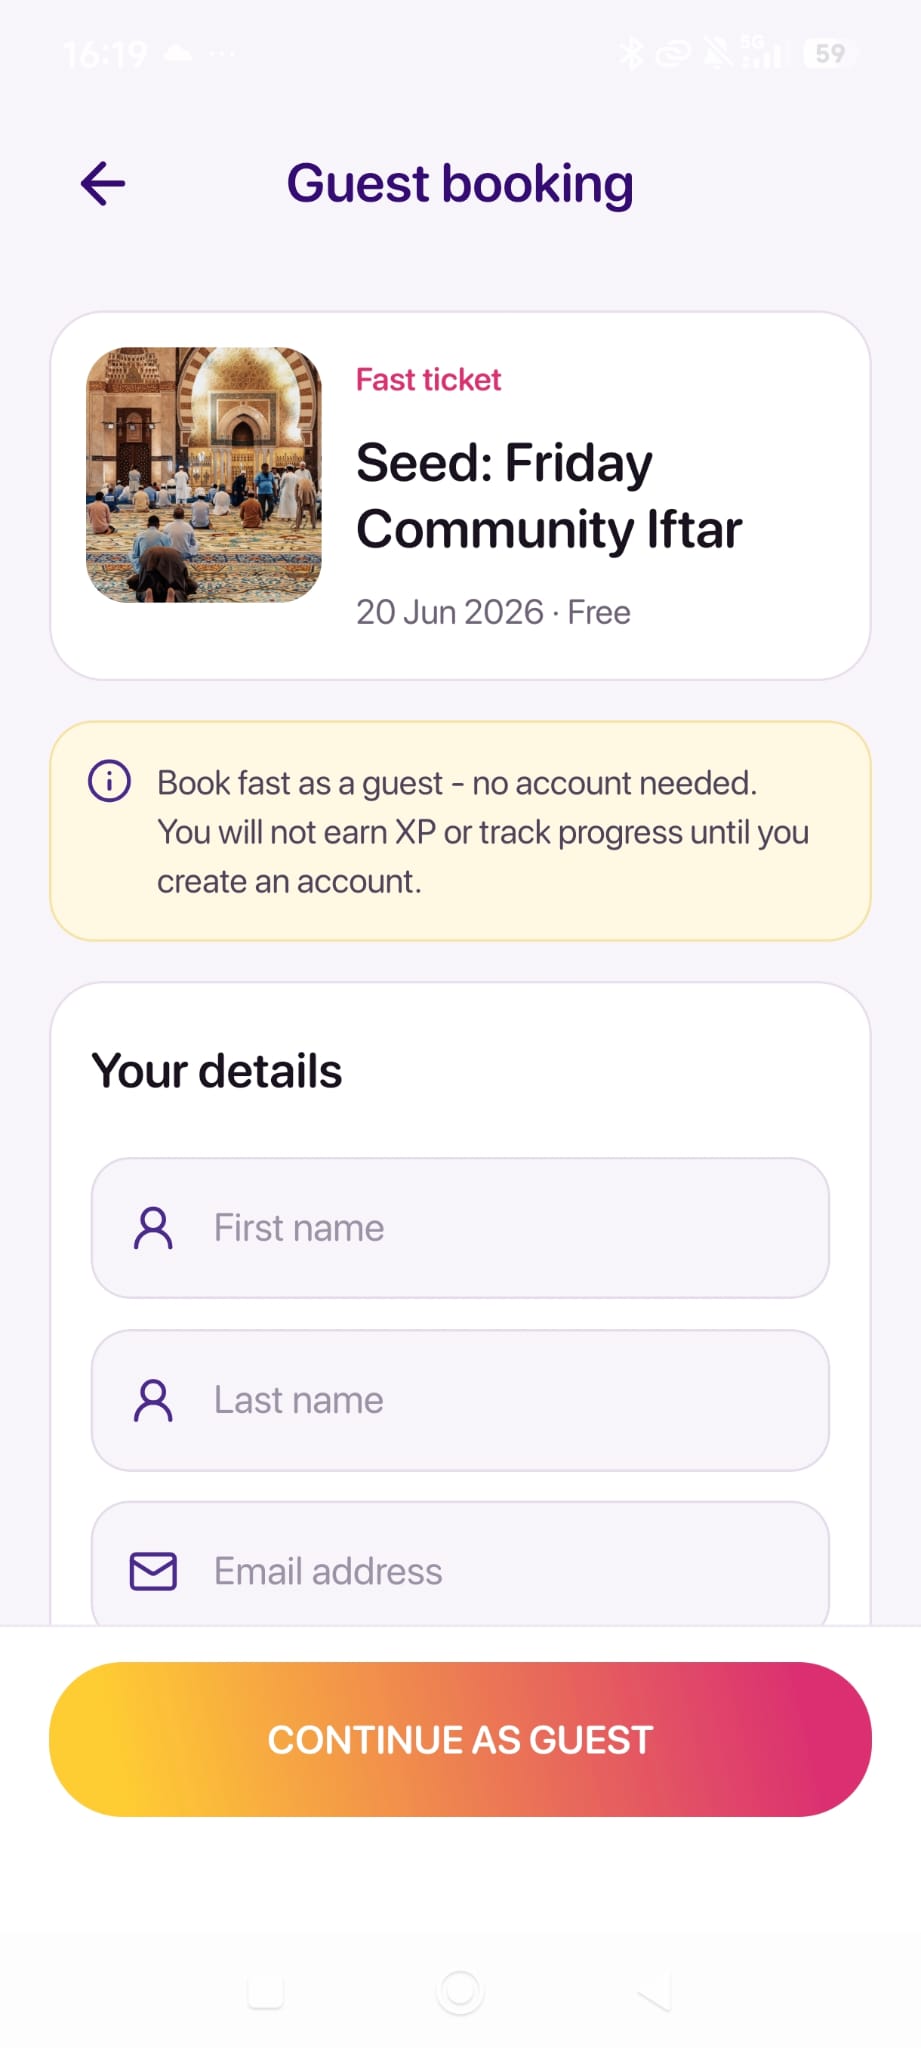 16:19
5G
59
Guest booking
Fast ticket
Seed: Friday
Community Iftar
20 Jun 2026 · Free
Book fast as a guest - no account needed.
You will not earn XP or track progress until you
create an account.
Your details
First name
Last name
Email address
CONTINUE AS GUEST